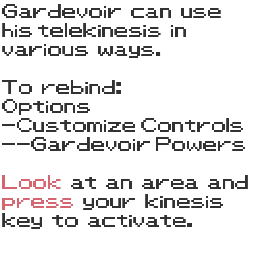 Gardevoir can use
his telekinesis in
various ways.
To rebind:
Options
-Customize Controls
--Gardevoir Powers
Look at an area and
press your kinesis
key to activate.